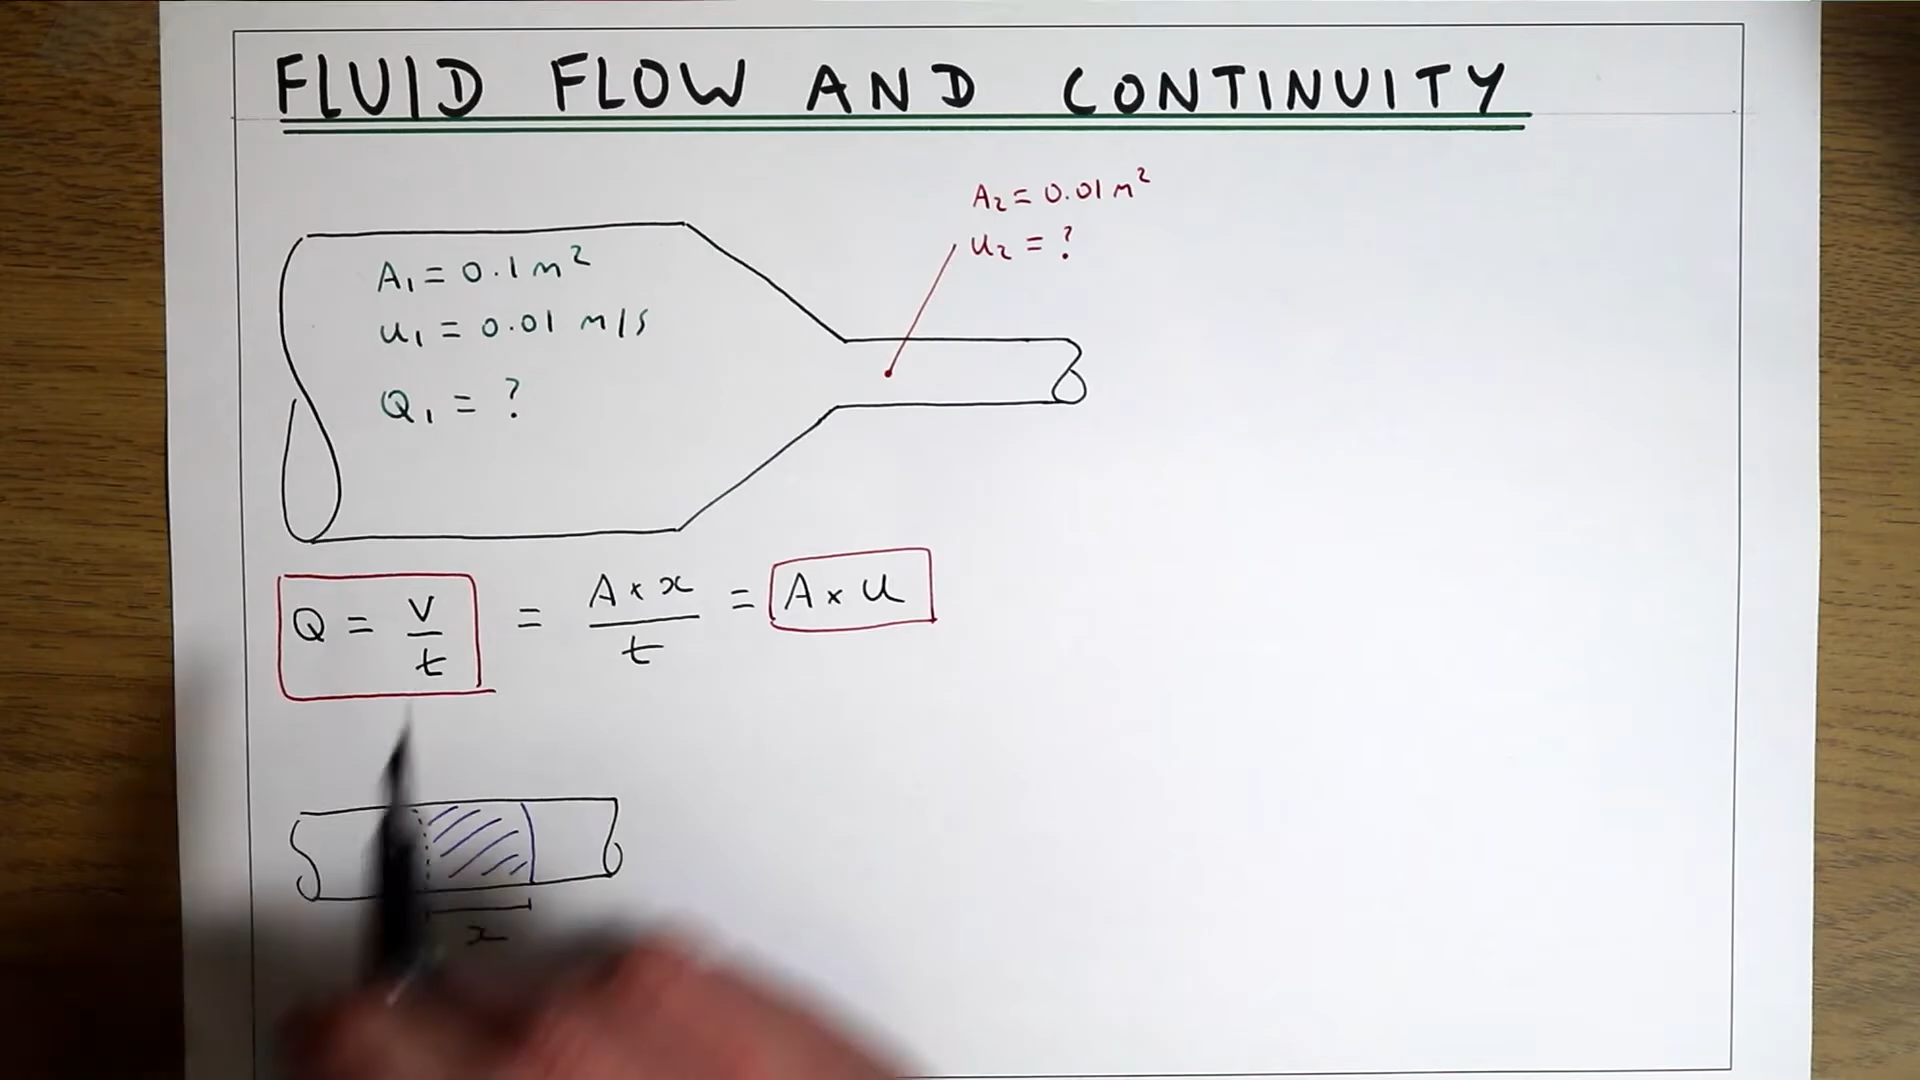 FLUID FLOW AND CONTINUITY
A₂ = 0.01 m²
u₂ = ?
A₁ = 0.1 m²
u₁ = 0.01 m/s
Q₁ = ?
Q = V/t = A × x/t = A × u
x